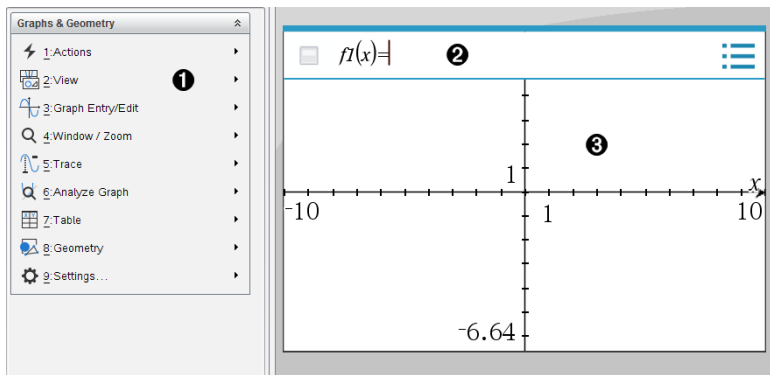 Graphs & Geometry
1:Actions
2:View
❶
3:Graph Entry/Edit
4:Window / Zoom
5:Trace
6:Analyze Graph
7:Table
8:Geometry
9:Settings...
f1(x)=
❷
❸
1
x
-10
1
10
-6.64